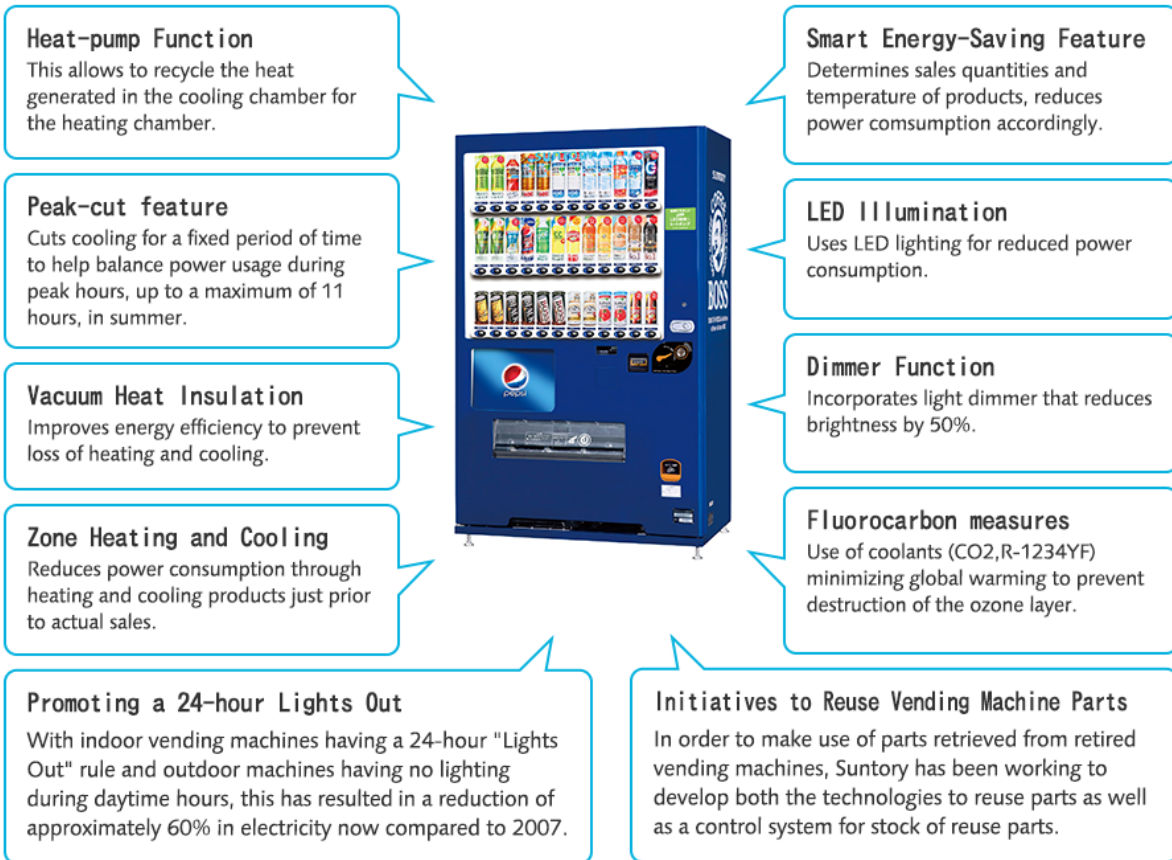 Heat-pump Function
This allows to recycle the heat
generated in the cooling chamber for
the heating chamber.
Peak-cut feature
Cuts cooling for a fixed period of time
to help balance power usage during
peak hours, up to a maximum of 11
hours, in summer.
Vacuum Heat Insulation
Improves energy efficiency to prevent
loss of heating and cooling.
Zone Heating and Cooling
Reduces power consumption through
heating and cooling products just prior
to actual sales.
Smart Energy-Saving Feature
Determines sales quantities and
temperature of products, reduces
power comsumption accordingly.
LED Illumination
Uses LED lighting for reduced power
consumption.
Dimmer Function
Incorporates light dimmer that reduces
brightness by 50%.
Fluorocarbon measures
Use of coolants (CO2,R-1234YF)
minimizing global warming to prevent
destruction of the ozone layer.
SUNTORY
BOSS
pepsi
Promoting a 24-hour Lights Out
With indoor vending machines having a 24-hour "Lights
Out" rule and outdoor machines having no lighting
during daytime hours, this has resulted in a reduction of
approximately 60% in electricity now compared to 2007.
Initiatives to Reuse Vending Machine Parts
In order to make use of parts retrieved from retired
vending machines, Suntory has been working to
develop both the technologies to reuse parts as well
as a control system for stock of reuse parts.